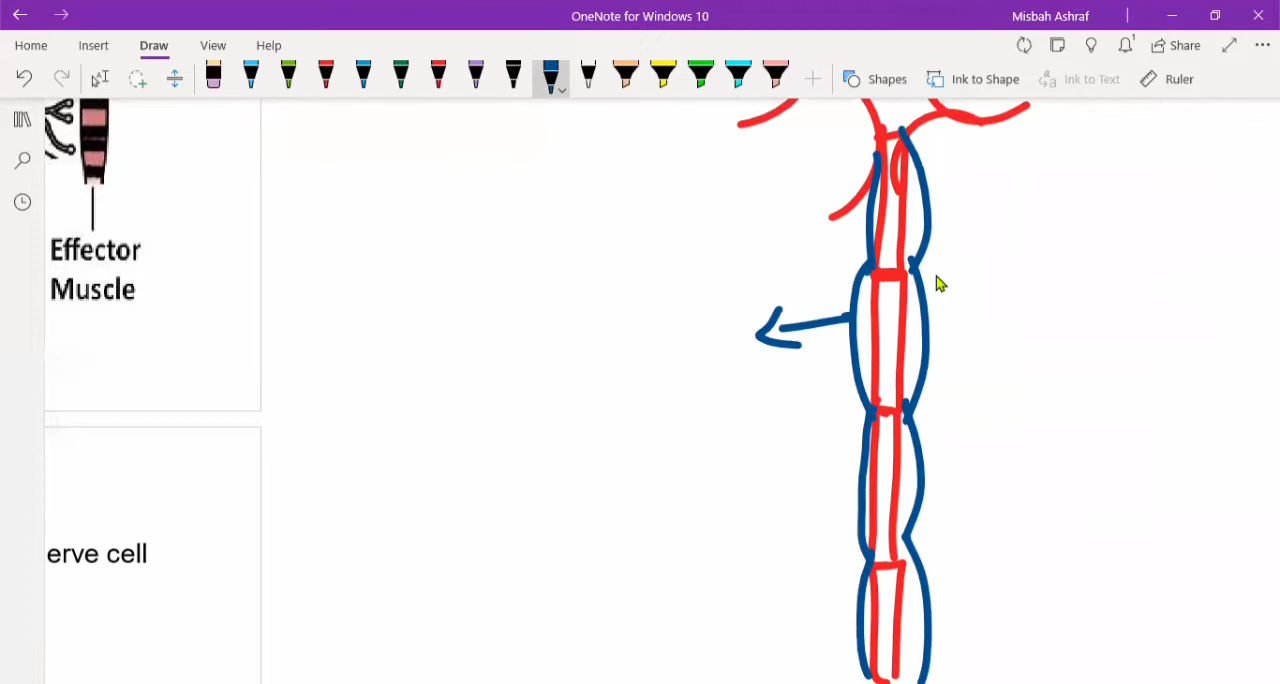 OneNote for Windows 10
Misbah Ashraf
Home Insert Draw View Help
Share
Shapes Ink to Shape Ink to Text Ruler
Effector
Muscle
erve cell